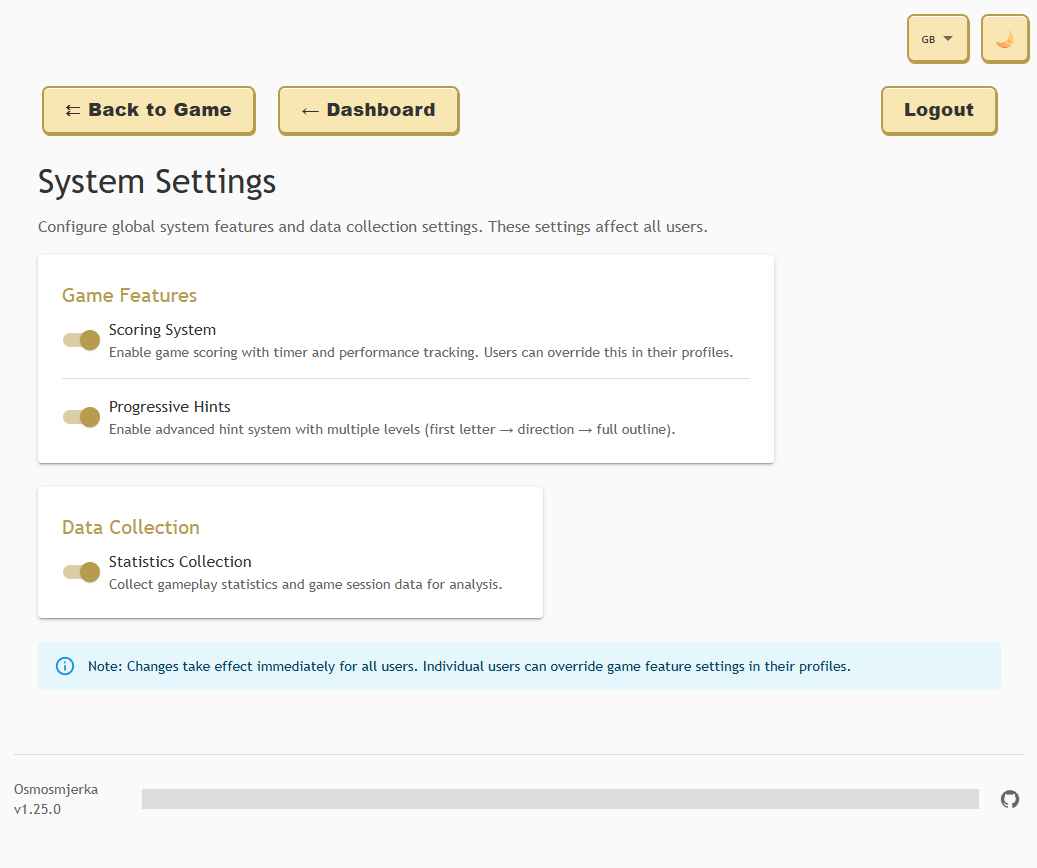 GB
⇇ Back to Game
← Dashboard
Logout
System Settings
Configure global system features and data collection settings. These settings affect all users.
Game Features
Scoring System
Enable game scoring with timer and performance tracking. Users can override this in their profiles.
Progressive Hints
Enable advanced hint system with multiple levels (first letter → direction → full outline).
Data Collection
Statistics Collection
Collect gameplay statistics and game session data for analysis.
Note: Changes take effect immediately for all users. Individual users can override game feature settings in their profiles.
Osmosmjerka
v1.25.0